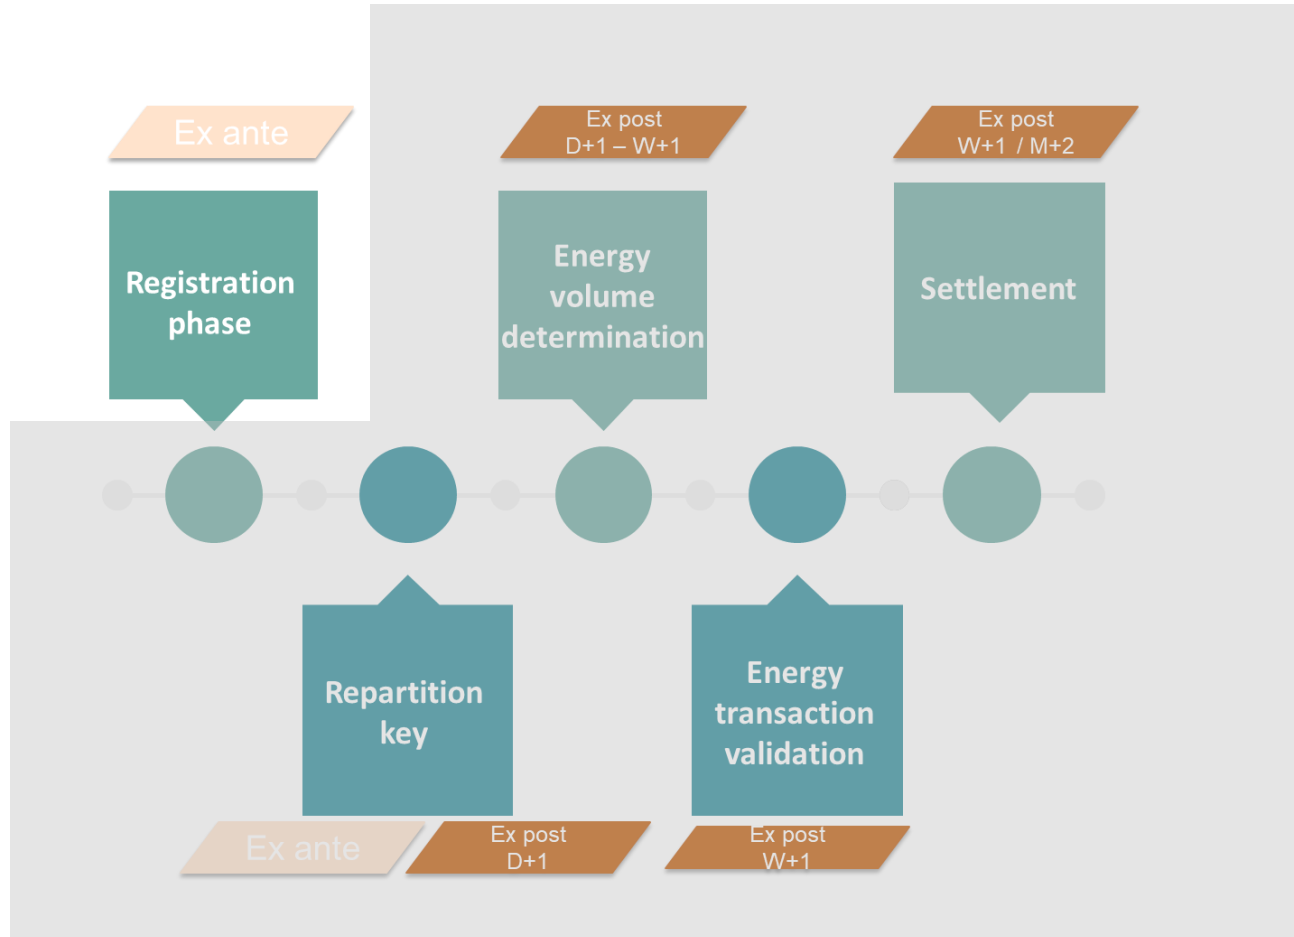 Ex ante
Registration
phase
Ex post
D+1 – W+1
Energy
volume
determination
Ex post
W+1 / M+2
Settlement
Repartition
key
Ex ante
Ex post
D+1
Energy
transaction
validation
Ex post
W+1